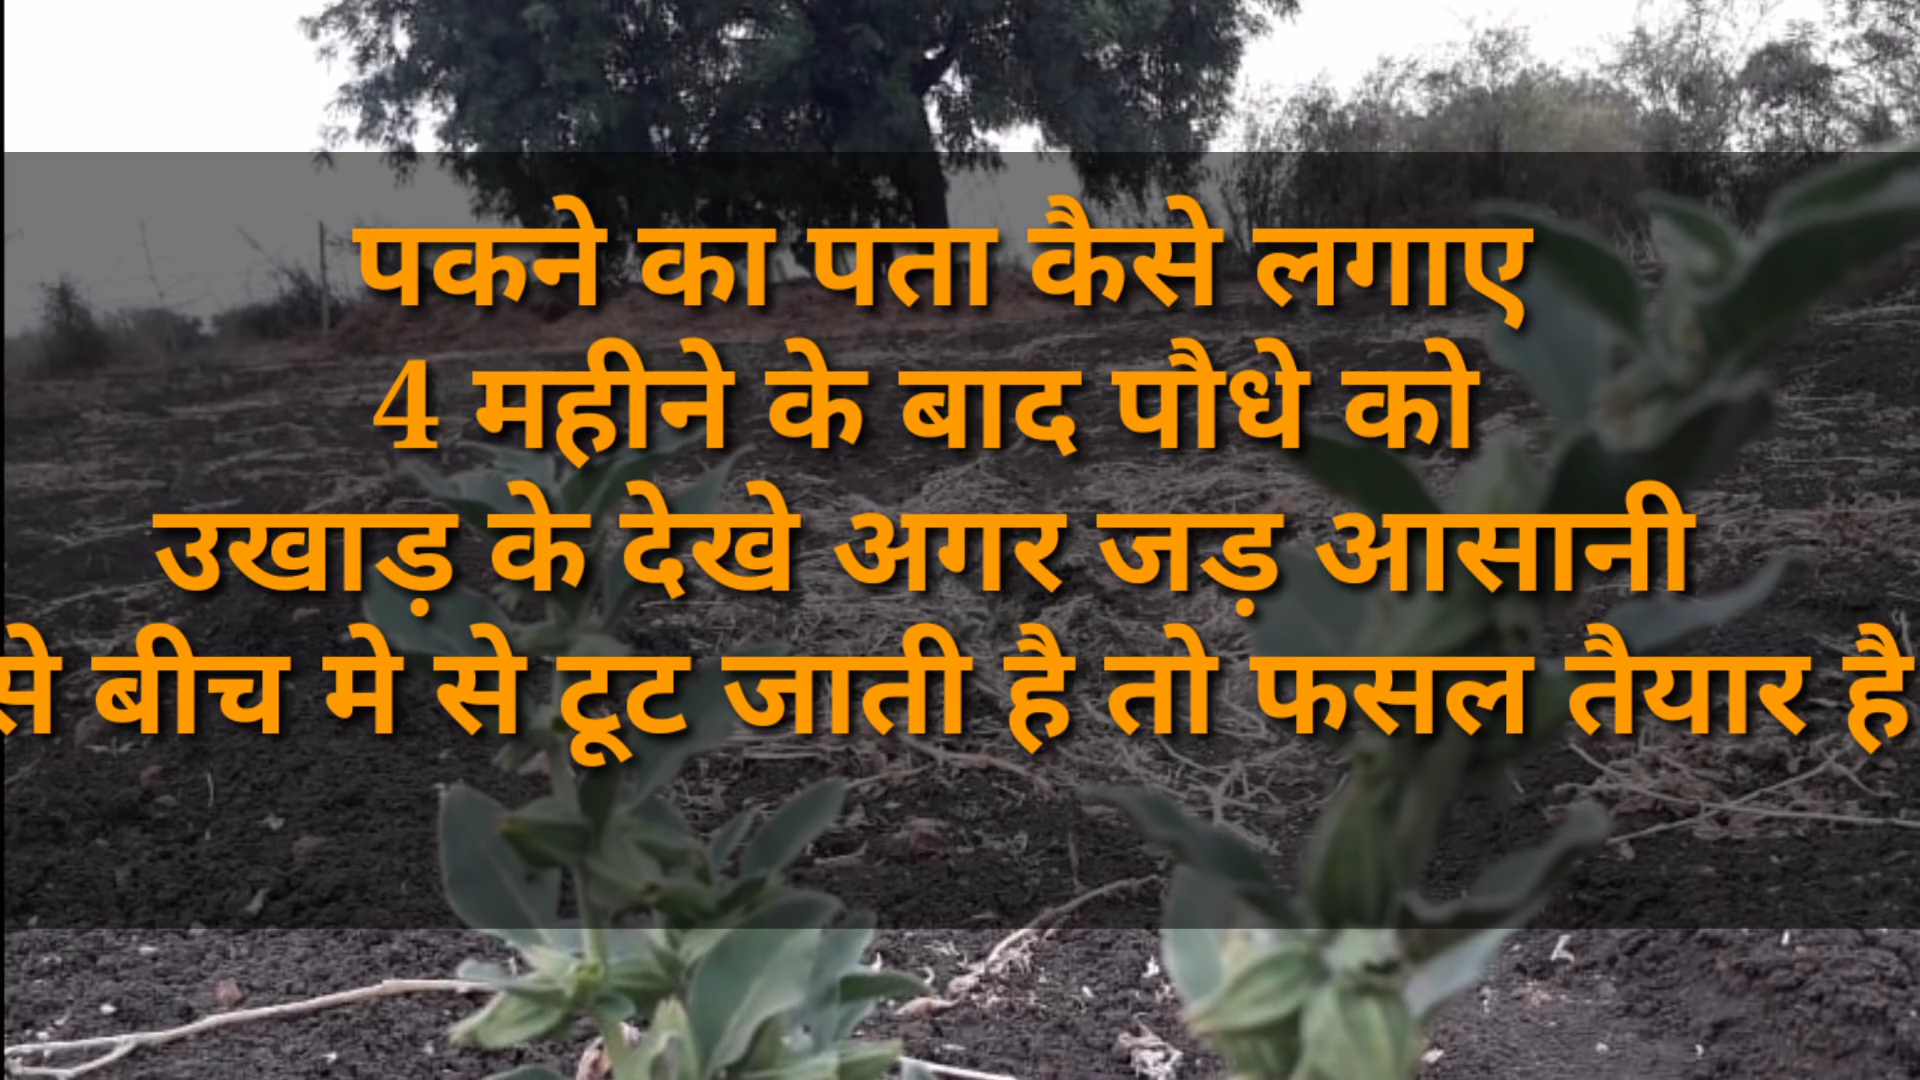 पकने का पता कैसे लगाए
4 महीने के बाद पौधे को
उखाड़ के देखे अगर जड़ आसानी
से बीच मे से टूट जाती है तो फसल तैयार है